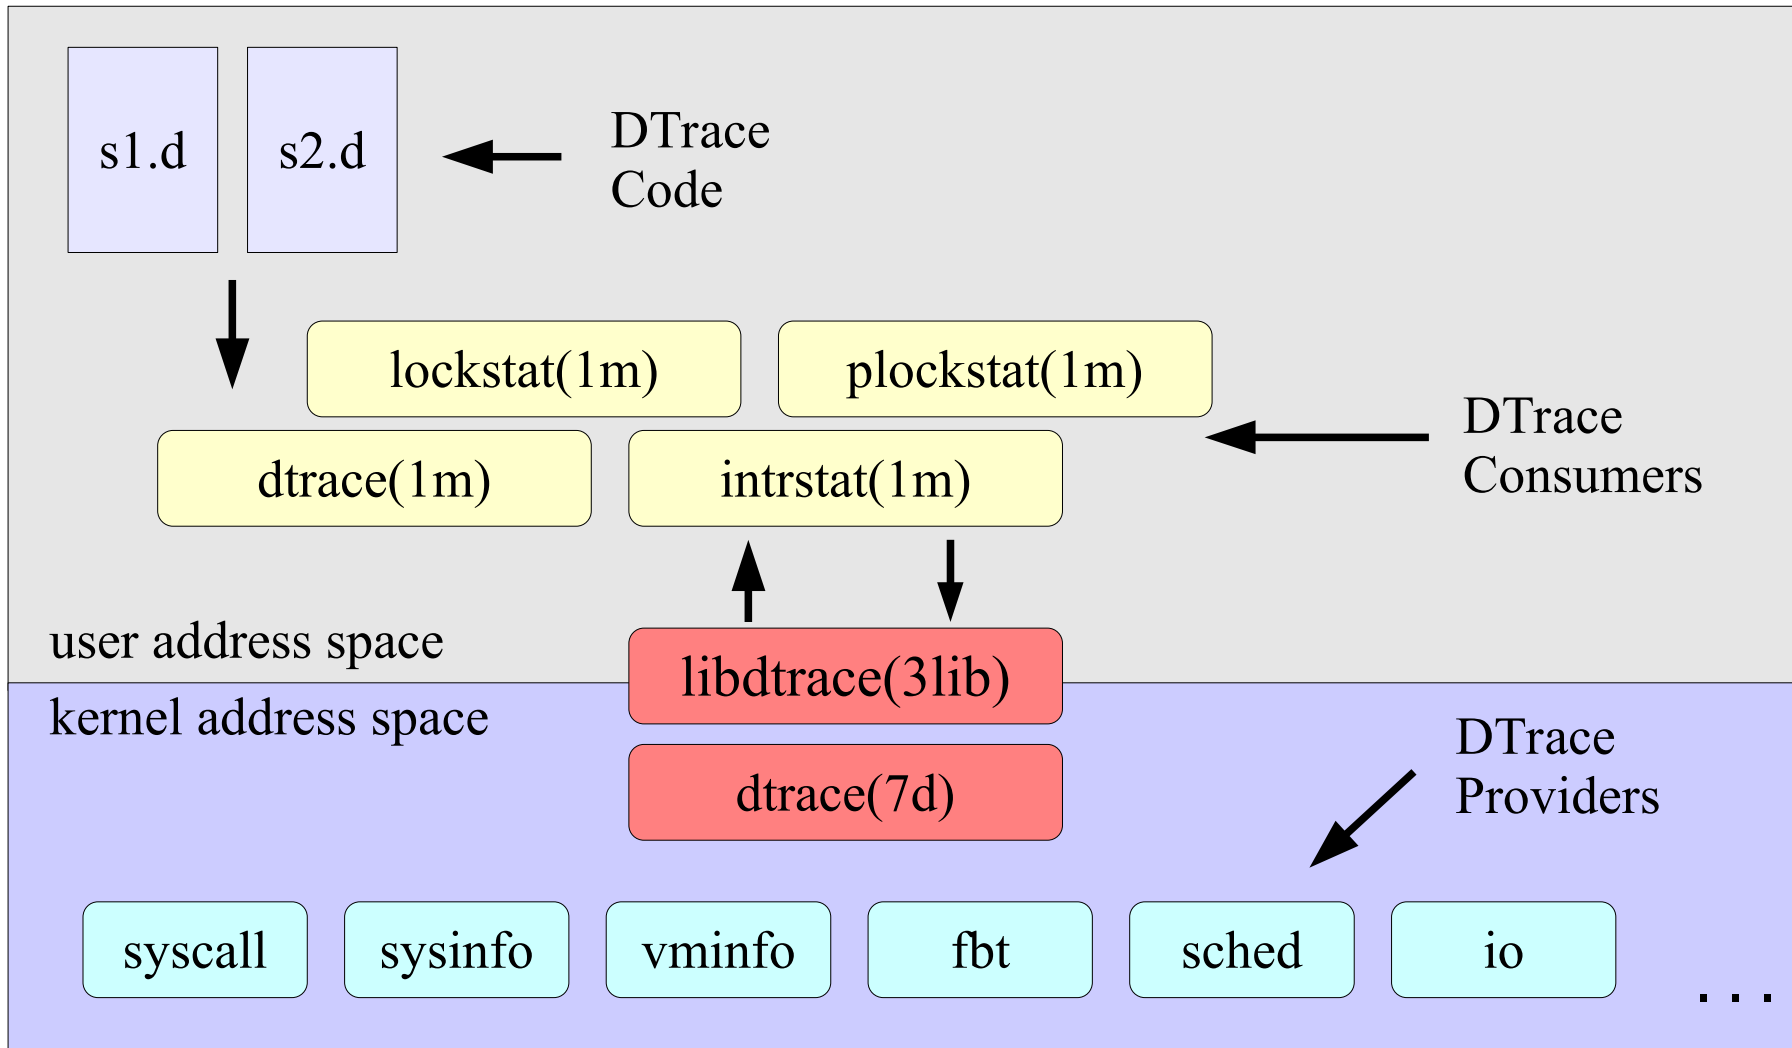 s1.d
s2.d
DTrace
Code
lockstat(1m)
plockstat(1m)
dtrace(1m)
intrstat(1m)
DTrace
Consumers
user address space
libdtrace(3lib)
kernel address space
dtrace(7d)
DTrace
Providers
syscall
sysinfo
vminfo
fbt
sched
io
. . .